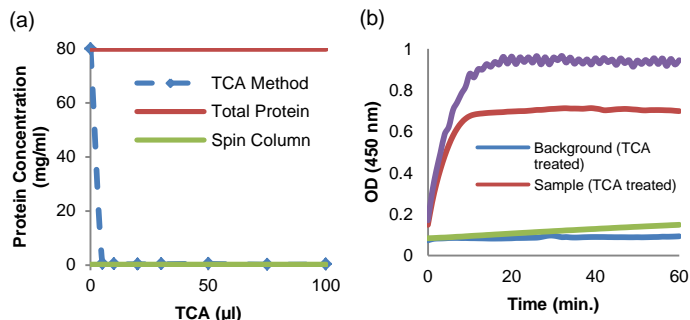 (a)
Protein Concentration
(mg/ml)
80
60
40
20
0
0
50
100
TCA (µl)
TCA Method
Total Protein
Spin Column
(b)
OD (450 nm)
1
0.8
0.6
0.4
0.2
0
0
20
40
60
Time (min.)
Background (TCA
treated)
Sample (TCA treated)